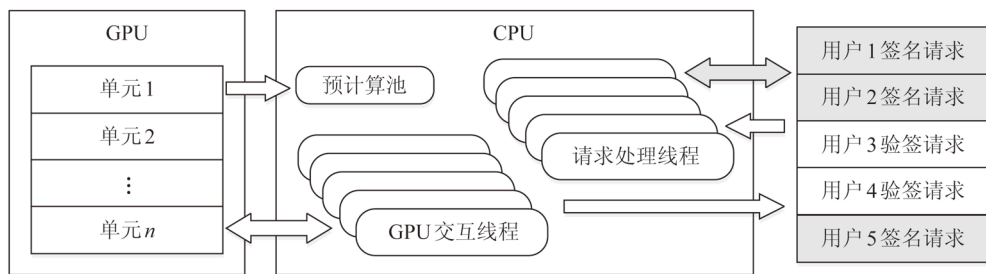 GPU
单元1
单元2
⋮
单元n
CPU
预计算池
请求处理线程
GPU交互线程
用户1签名请求
用户2签名请求
用户3验签请求
用户4验签请求
用户5签名请求